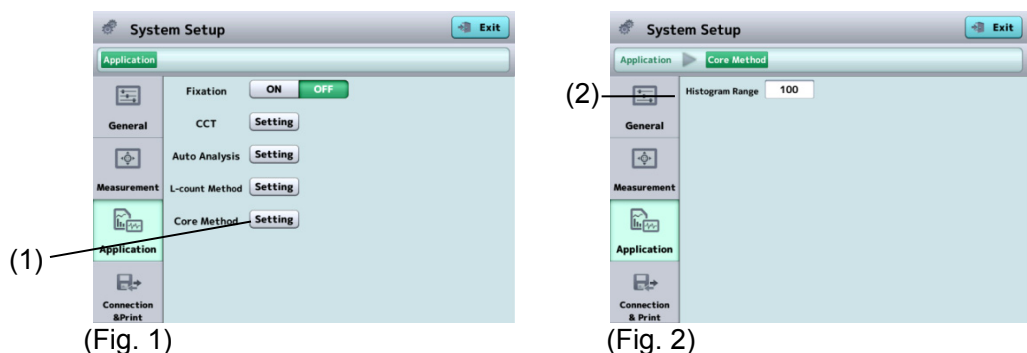 System Setup
Exit
Application
General
Measurement
Application
Connection
&Print
Fixation ON OFF
CCT Setting
Auto Analysis Setting
L-count Method Setting
Core Method Setting
(1)
(Fig. 1)
System Setup
Exit
Application Core Method
(2)
Histogram Range 100
General
Measurement
Application
Connection
& Print
(Fig. 2)